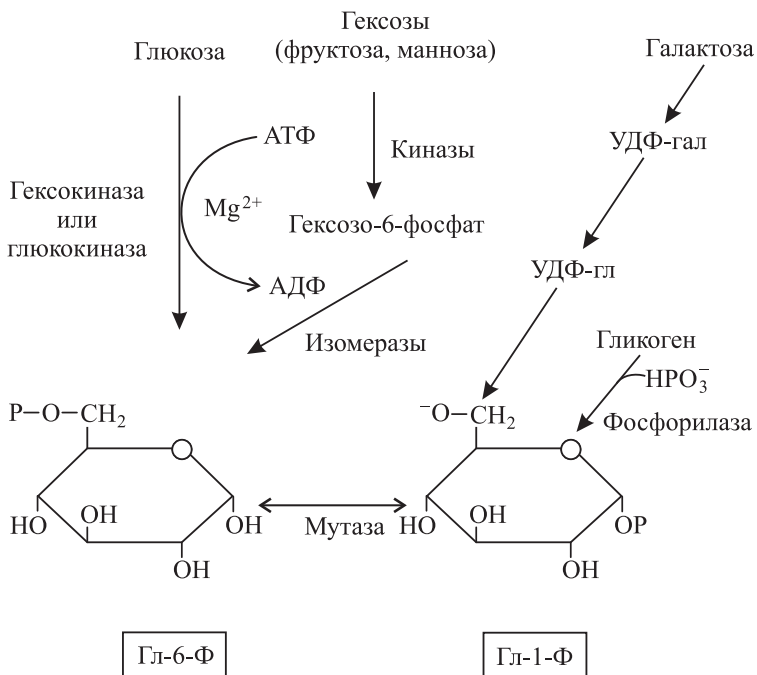 Глюкоза
Гексозы
(фруктоза, манноза)
Галактоза
АТФ
Киназы
УДФ-гал
Гексокиназа
или
глюкокиназа
Mg2+
Гексозо-6-фосфат
АДФ
УДФ-гл
Изомеразы
Гликоген
HPO3−
Фосфорилаза
P–O–CH2
−O–CH2
HO
OH
OH
OH
Мутаза
HO
OH
OH
OP
Гл-6-Ф
Гл-1-Ф